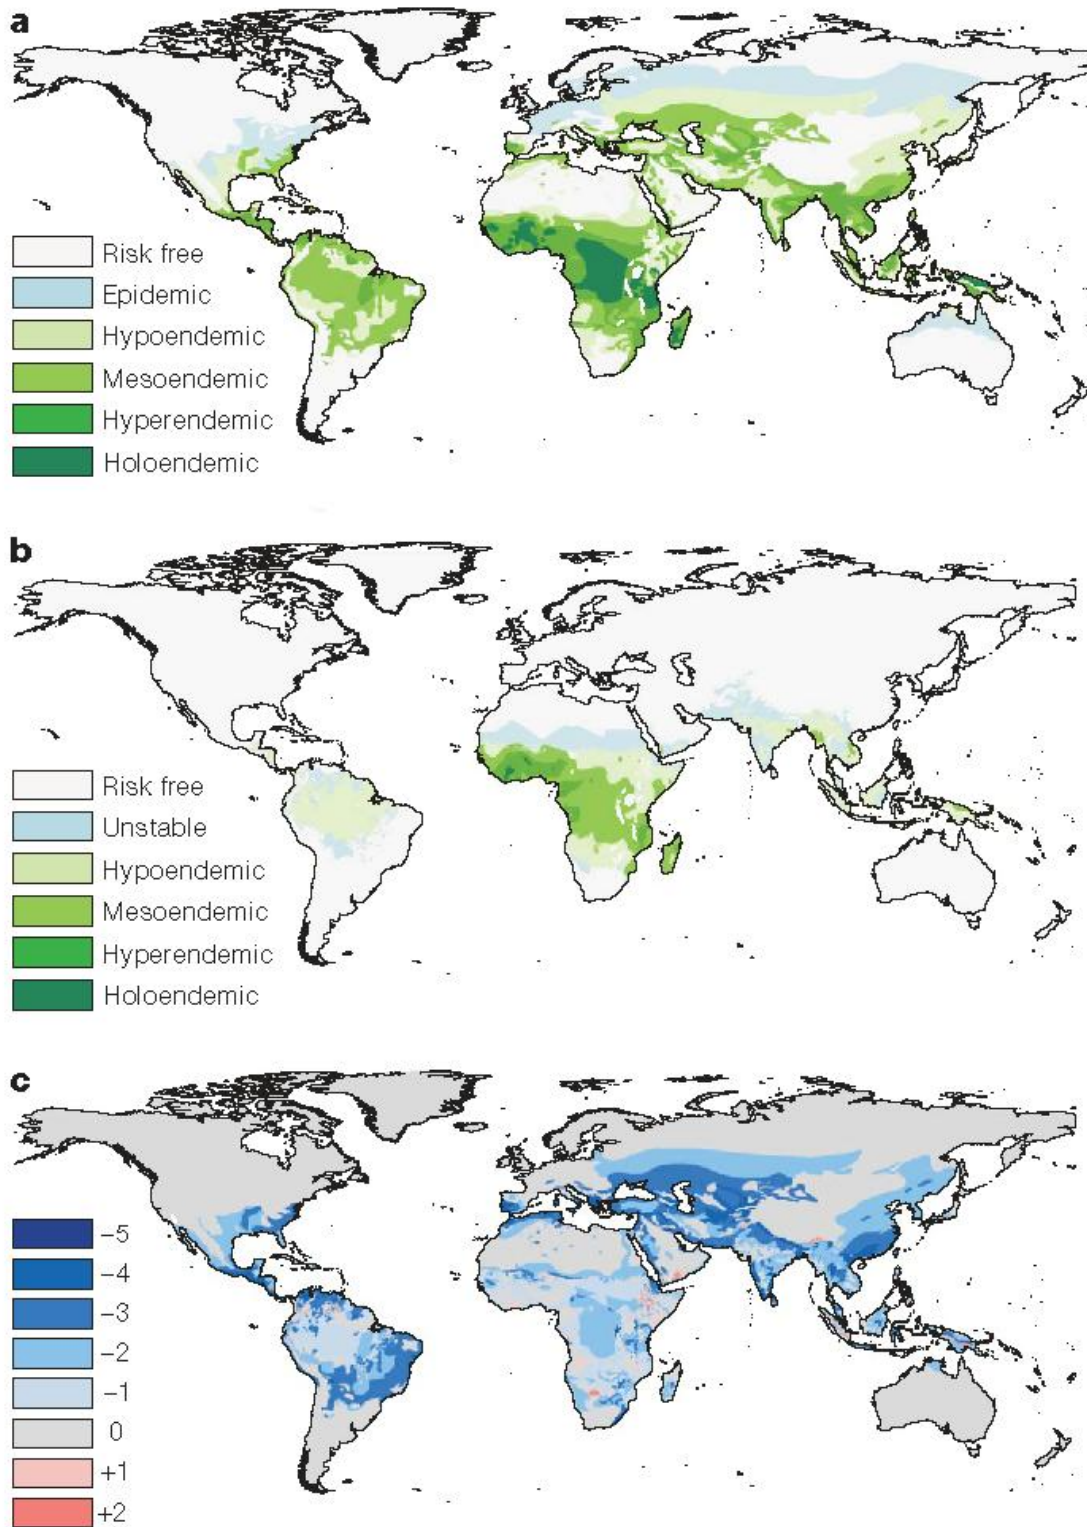 a
Risk free
Epidemic
Hypoendemic
Mesoendemic
Hyperendemic
Holoendemic
b
Risk free
Unstable
Hypoendemic
Mesoendemic
Hyperendemic
Holoendemic
c
−5
−4
−3
−2
−1
0
+1
+2